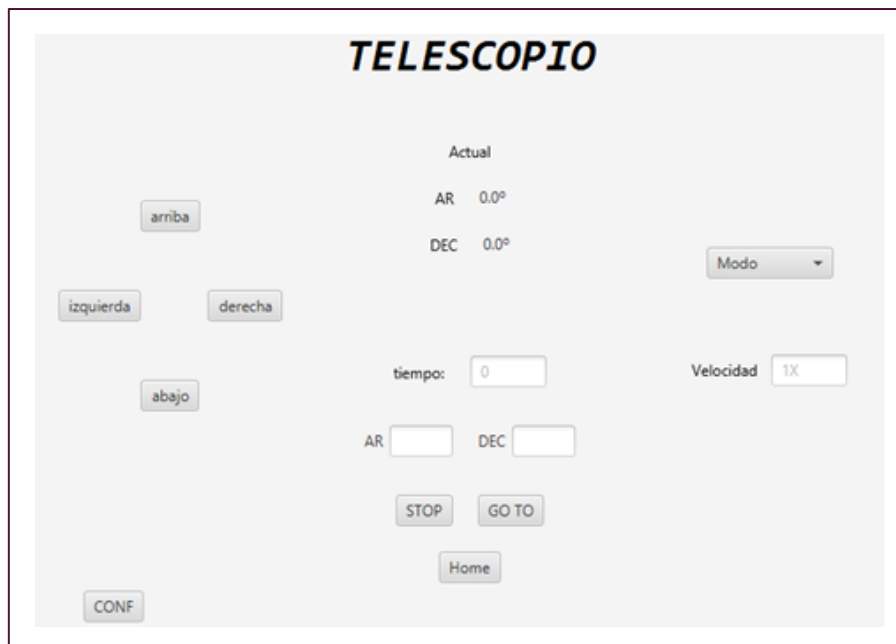 TELESCOPIO
Actual
AR 0.0º
arriba
DEC 0.0º
Modo
izquierda derecha
tiempo: 0
Velocidad 1X
abajo
AR DEC
STOP GO TO
Home
CONF